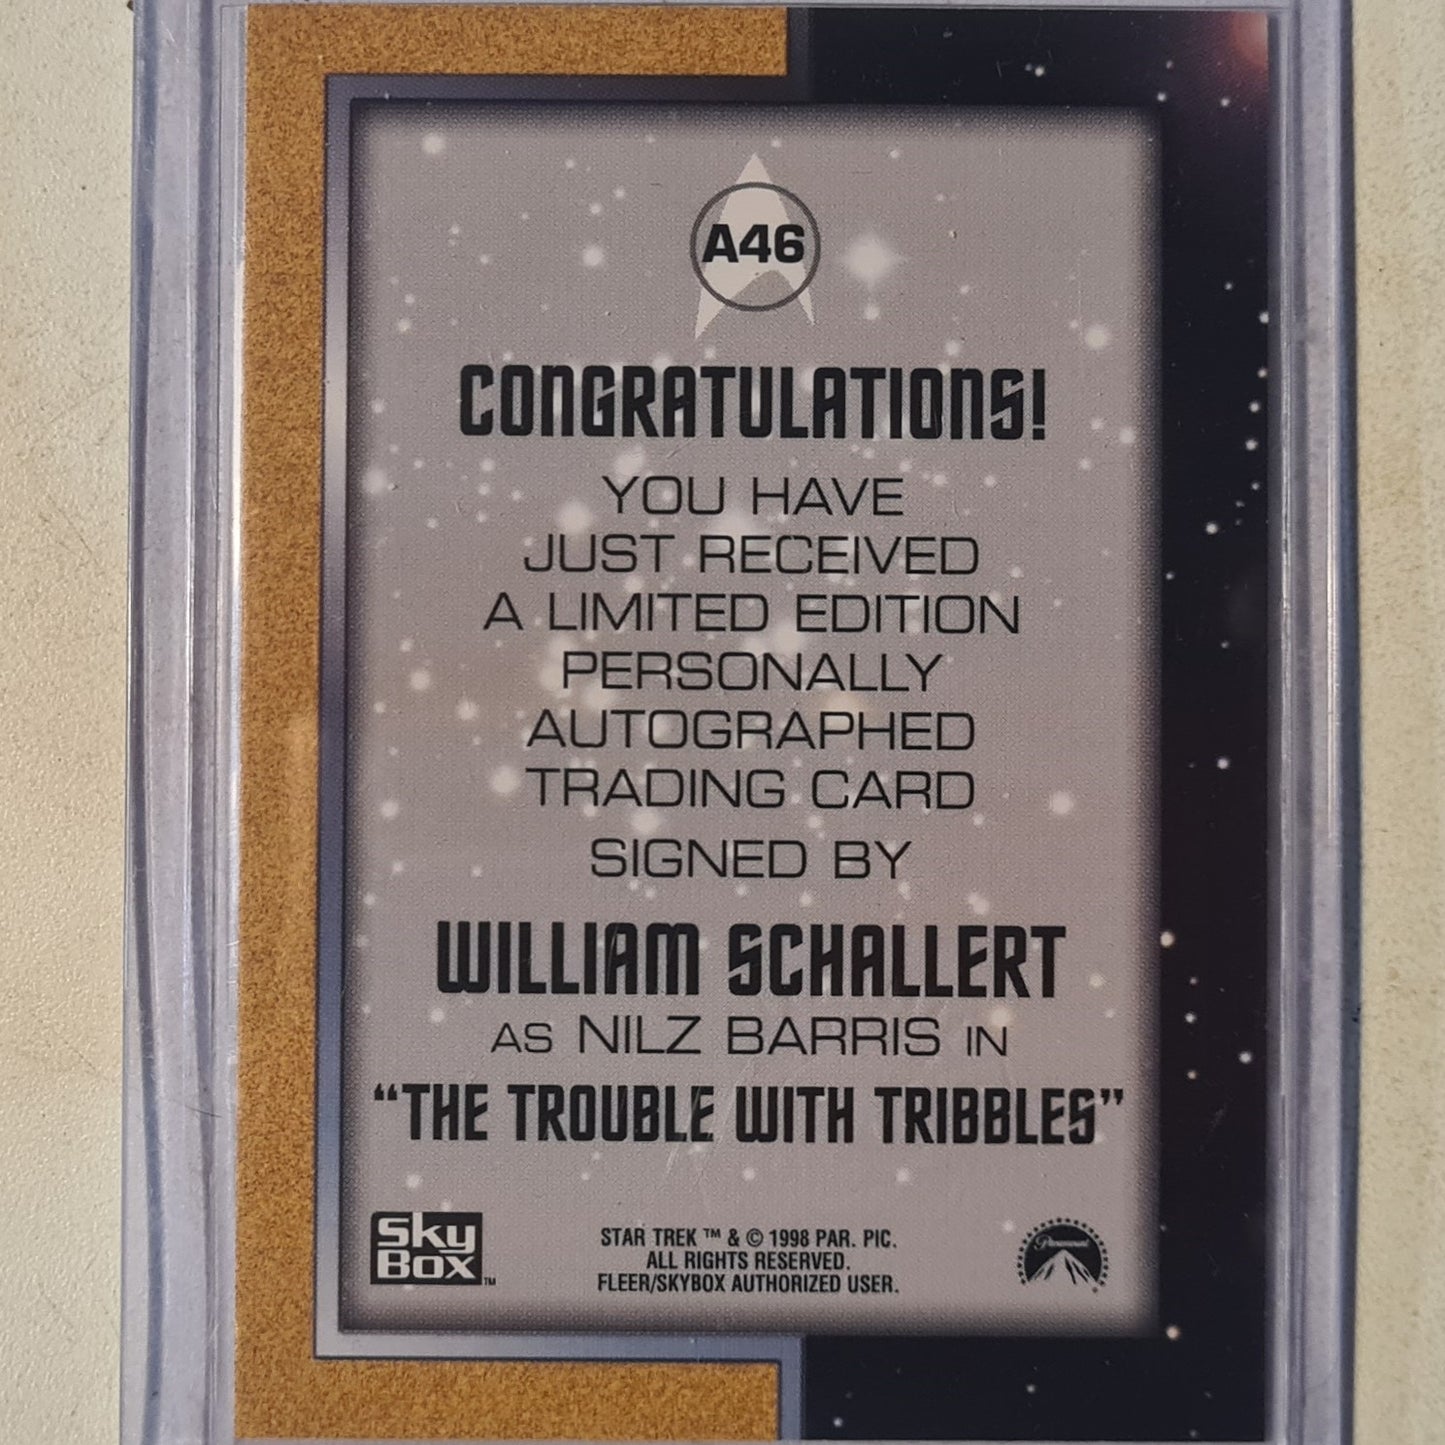 A46
CONGRATULATIONS!
YOU HAVE
JUST RECEIVED
A LIMITED EDITION
PERSONALLY
AUTOGRAPHED
TRADING CARD
SIGNED BY
WILLIAM SCHALLERT
AS NILZ BARRIS IN
“THE TROUBLE WITH TRIBBLES”
SKY
BOX™
STAR TREK ™ & © 1998 PAR. PIC.
ALL RIGHTS RESERVED.
FLEER/SKYBOX AUTHORIZED USER.
Paramount